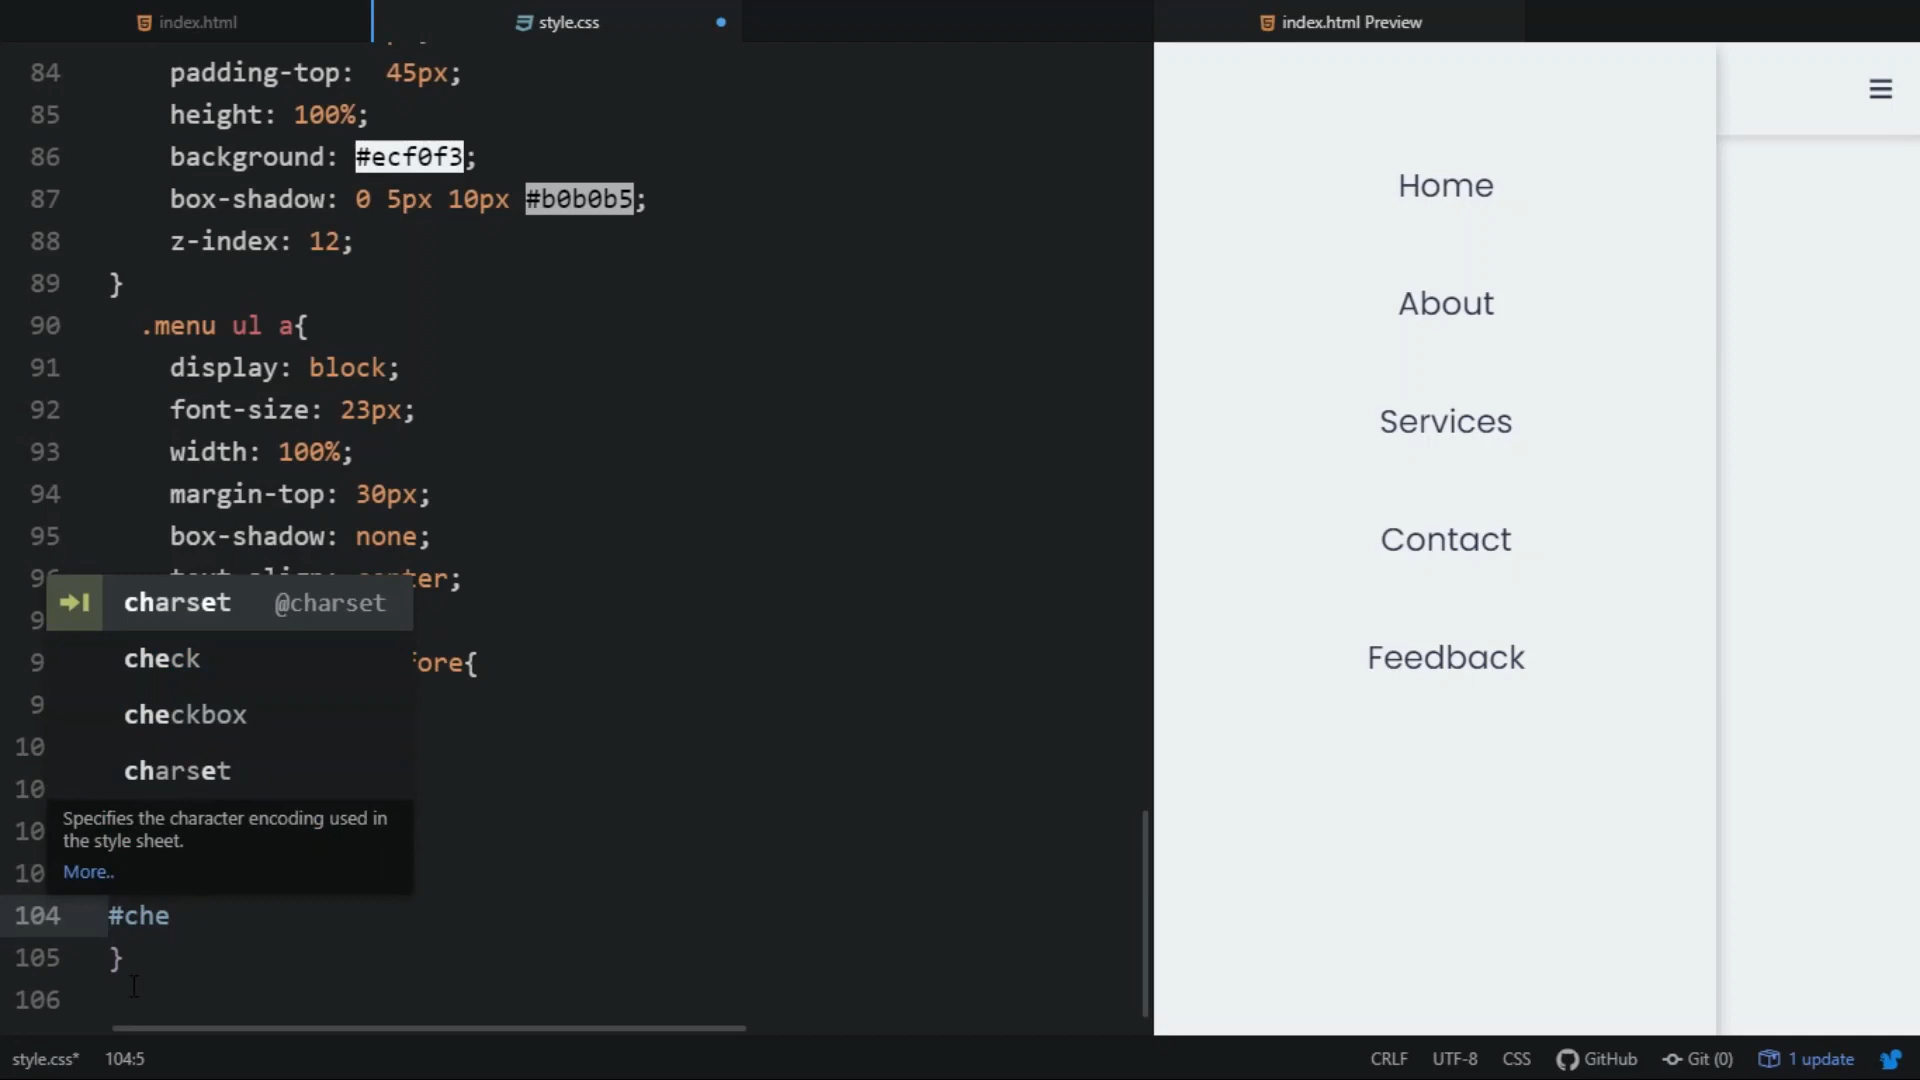 index.html
style.css
index.html Preview
84 padding-top: 45px;
85 height: 100%;
86 background: #ecf0f3;
87 box-shadow: 0 5px 10px #b0b0b5;
88 z-index: 12;
89 }
90 .menu ul a{
91 display: block;
92 font-size: 23px;
93 width: 100%;
94 margin-top: 30px;
95 box-shadow: none;
charset @charset
check
checkbox
charset
Specifies the character encoding used in
the style sheet.
More..
104 #che
105 }
106
Home
About
Services
Contact
Feedback
style.css* 104:5 CRLF UTF-8 CSS GitHub Git (0) 1 update